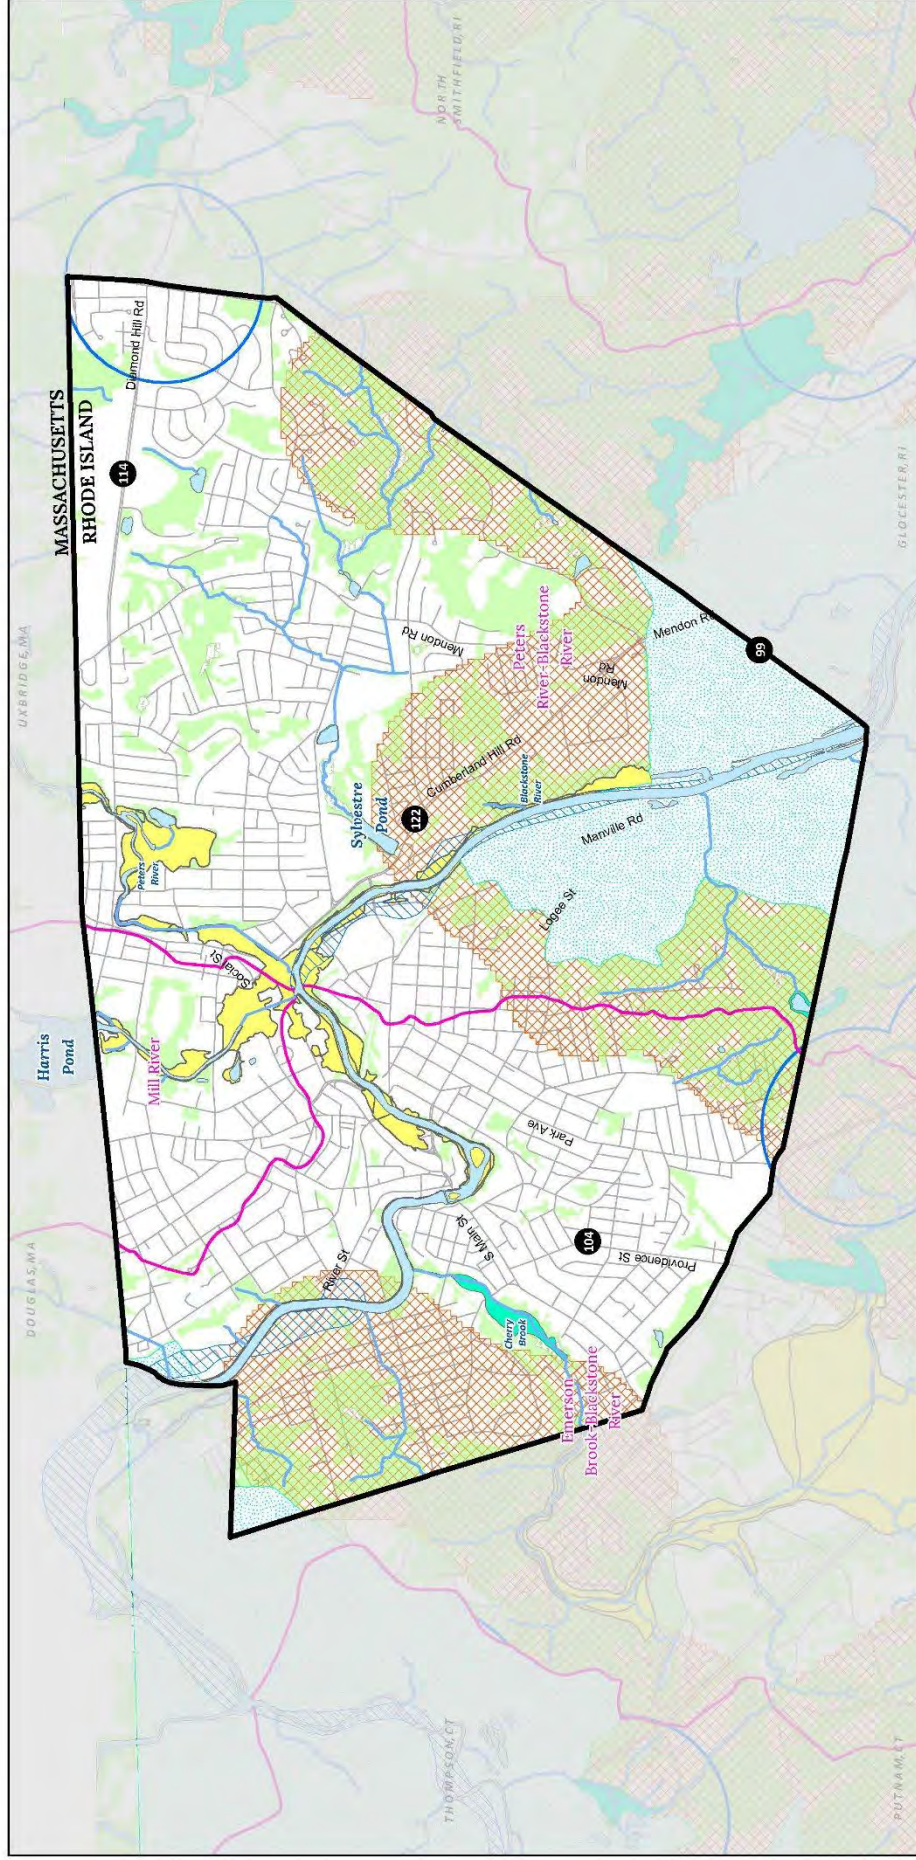 MASSACHUSETTS
RHODE ISLAND
UXBRIDGE,MA
DOUGLAS,MA
NORTH
SMITHFIELD,RI
GLOCESTER,RI
THOMPSON,CT
PUTNAM,CT
Harris
Pond
Mill River
Peters
River
Social St
Diamond Hill Rd
114
Mendon Rd
Sylvestre
Pond
122
Cumberland Hill Rd
Peters
River-Blackstone
River
Mendon
Rd
Mendon R
99
Blackstone
River
Manville Rd
Logee St
Park Ave
River St
S Main St
104
Providence St
Cherry
Brook
Emerson
Brook-Blackstone
River